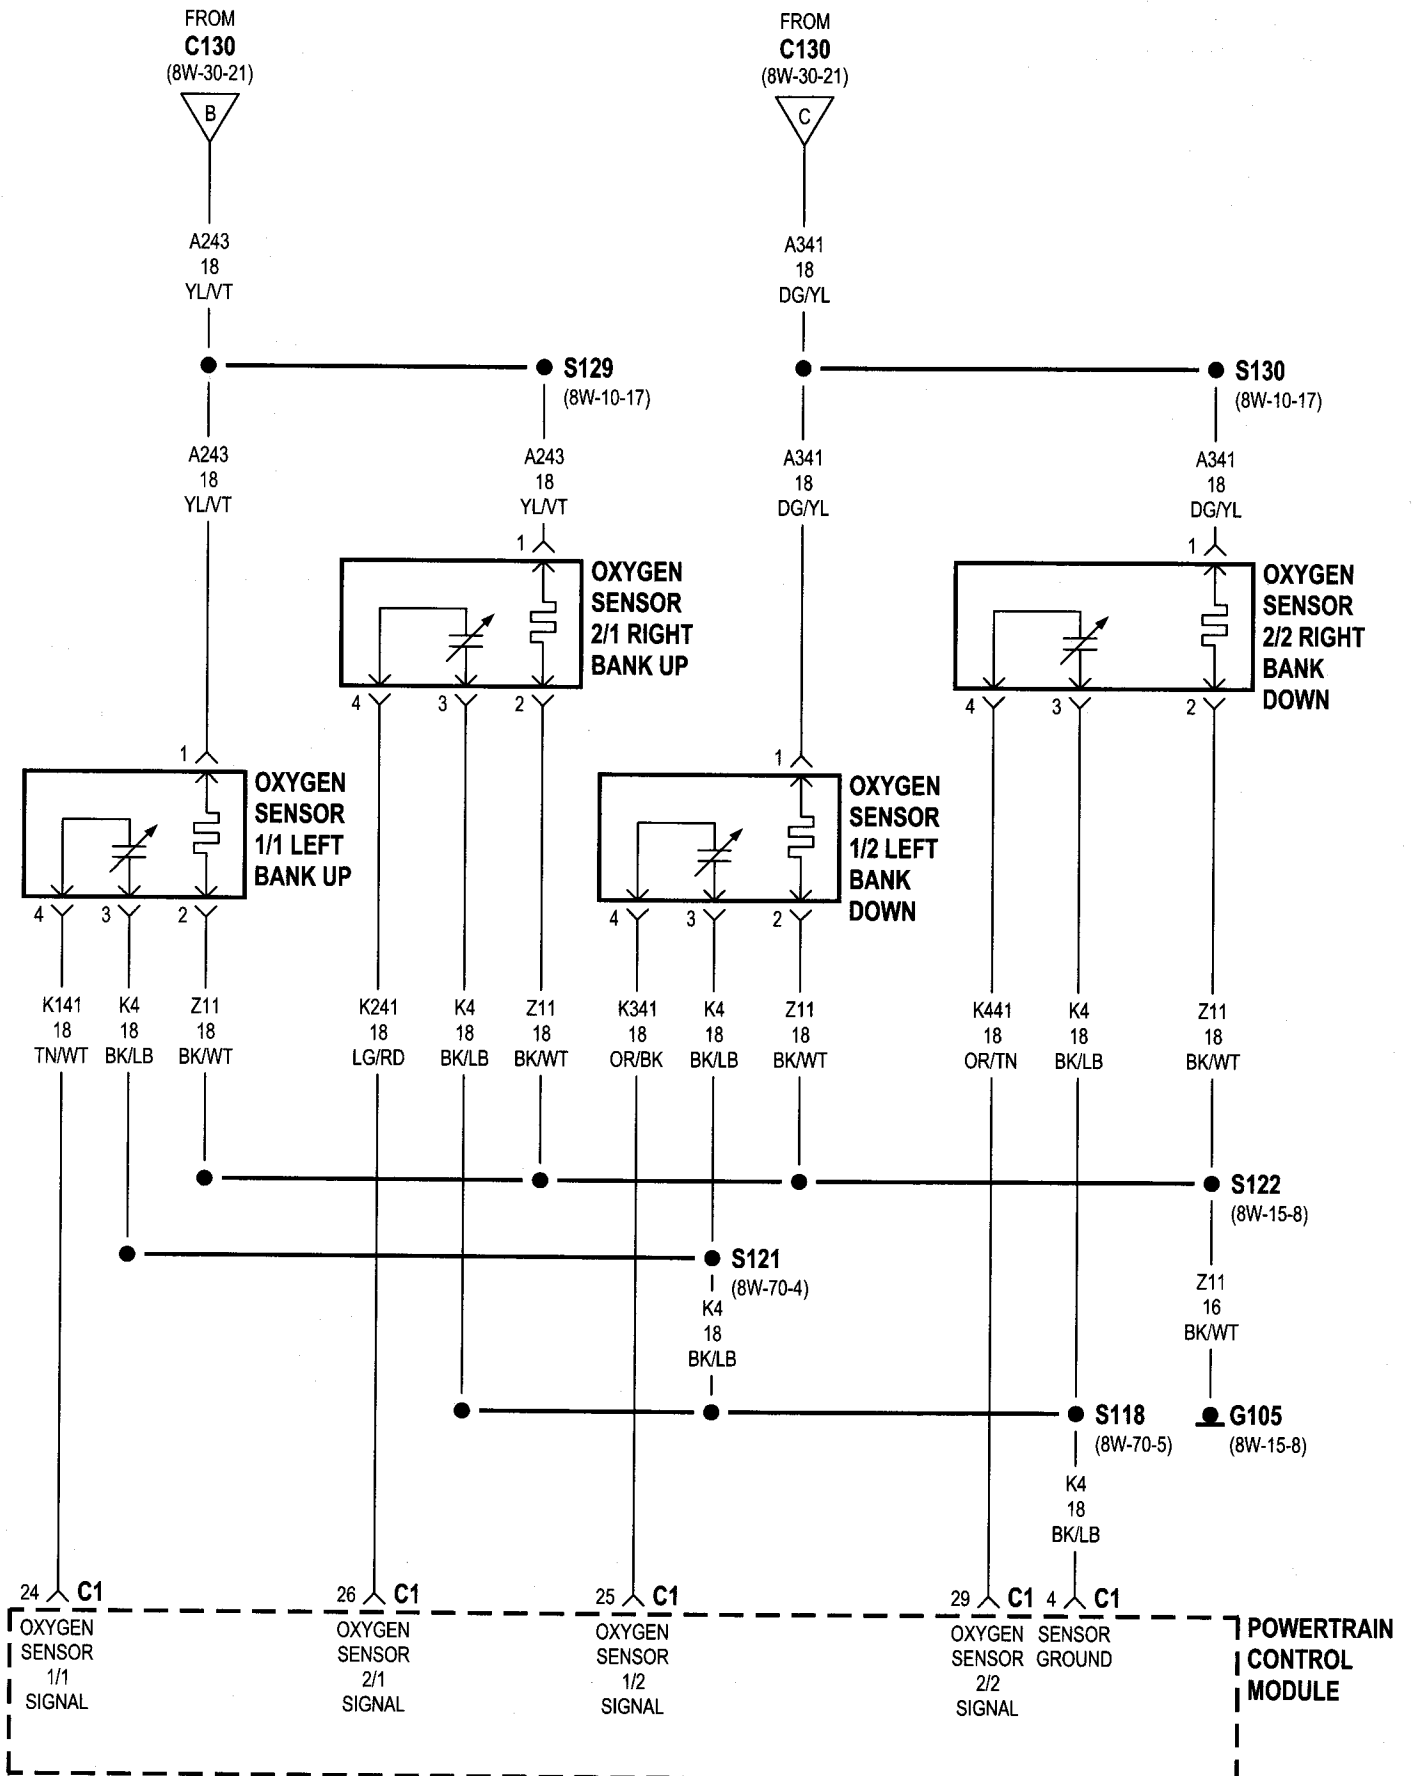 FROM
C130
(8W-30-21)
B
FROM
C130
(8W-30-21)
C
A243
18
YL/VT
A341
18
DG/YL
S129
(8W-10-17)
S130
(8W-10-17)
A243
18
YL/VT
A243
18
YL/VT
A341
18
DG/YL
A341
18
DG/YL
1
OXYGEN
SENSOR
2/1 RIGHT
BANK UP
4
3
2
1
OXYGEN
SENSOR
2/2 RIGHT
BANK
DOWN
4
3
2
1
OXYGEN
SENSOR
1/1 LEFT
BANK UP
4
3
2
1
OXYGEN
SENSOR
1/2 LEFT
BANK
DOWN
4
3
2
K141
18
TN/WT
K4
18
BK/LB
Z11
18
BK/WT
K241
18
LG/RD
K4
18
BK/LB
Z11
18
BK/WT
K341
18
OR/BK
K4
18
BK/LB
Z11
18
BK/WT
K441
18
OR/TN
K4
18
BK/LB
Z11
18
BK/WT
S122
(8W-15-8)
S121
(8W-70-4)
K4
18
BK/LB
Z11
16
BK/WT
S118
(8W-70-5)
G105
(8W-15-8)
K4
18
BK/LB
24 C1
26 C1
25 C1
29 C1
4 C1
OXYGEN
SENSOR
1/1
SIGNAL
OXYGEN
SENSOR
2/1
SIGNAL
OXYGEN
SENSOR
1/2
SIGNAL
OXYGEN
SENSOR
2/2
SIGNAL
SENSOR
GROUND
POWERTRAIN
CONTROL
MODULE